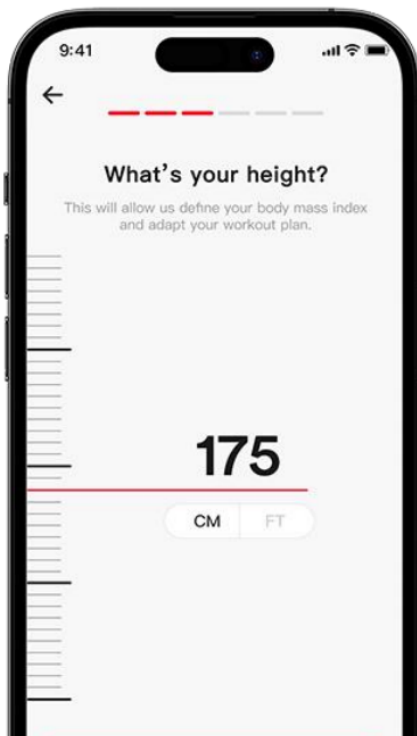 9:41
What's your height?
This will allow us define your body mass index
and adapt your workout plan.
175
CM FT